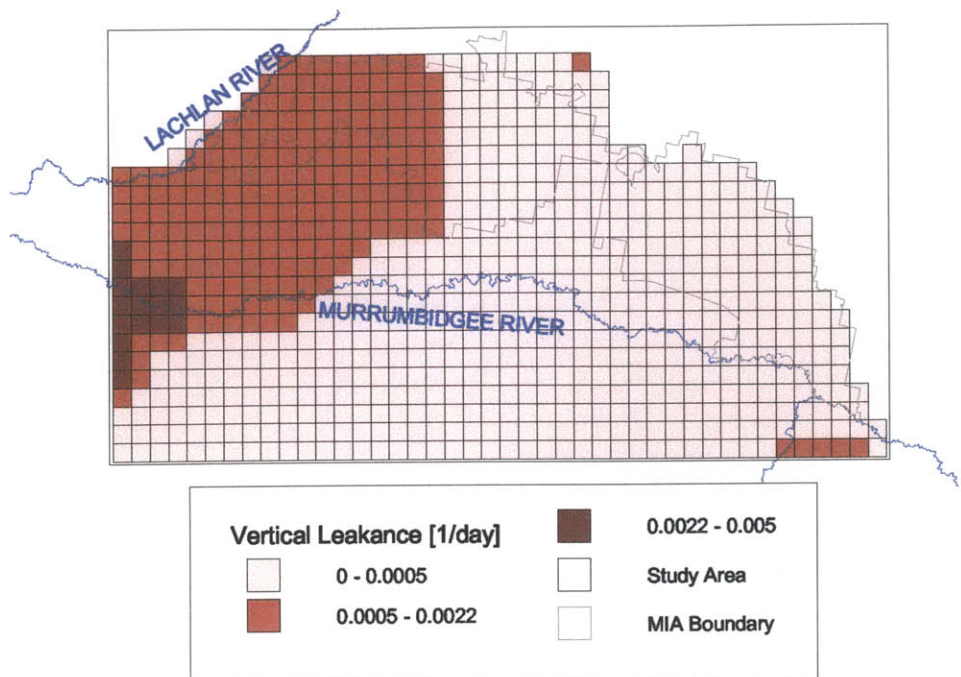 LACHLAN RIVER
MURRUMBIDGEE RIVER
Vertical Leakance [1/day]
0 - 0.0005
0.0005 - 0.0022
0.0022 - 0.005
Study Area
MIA Boundary